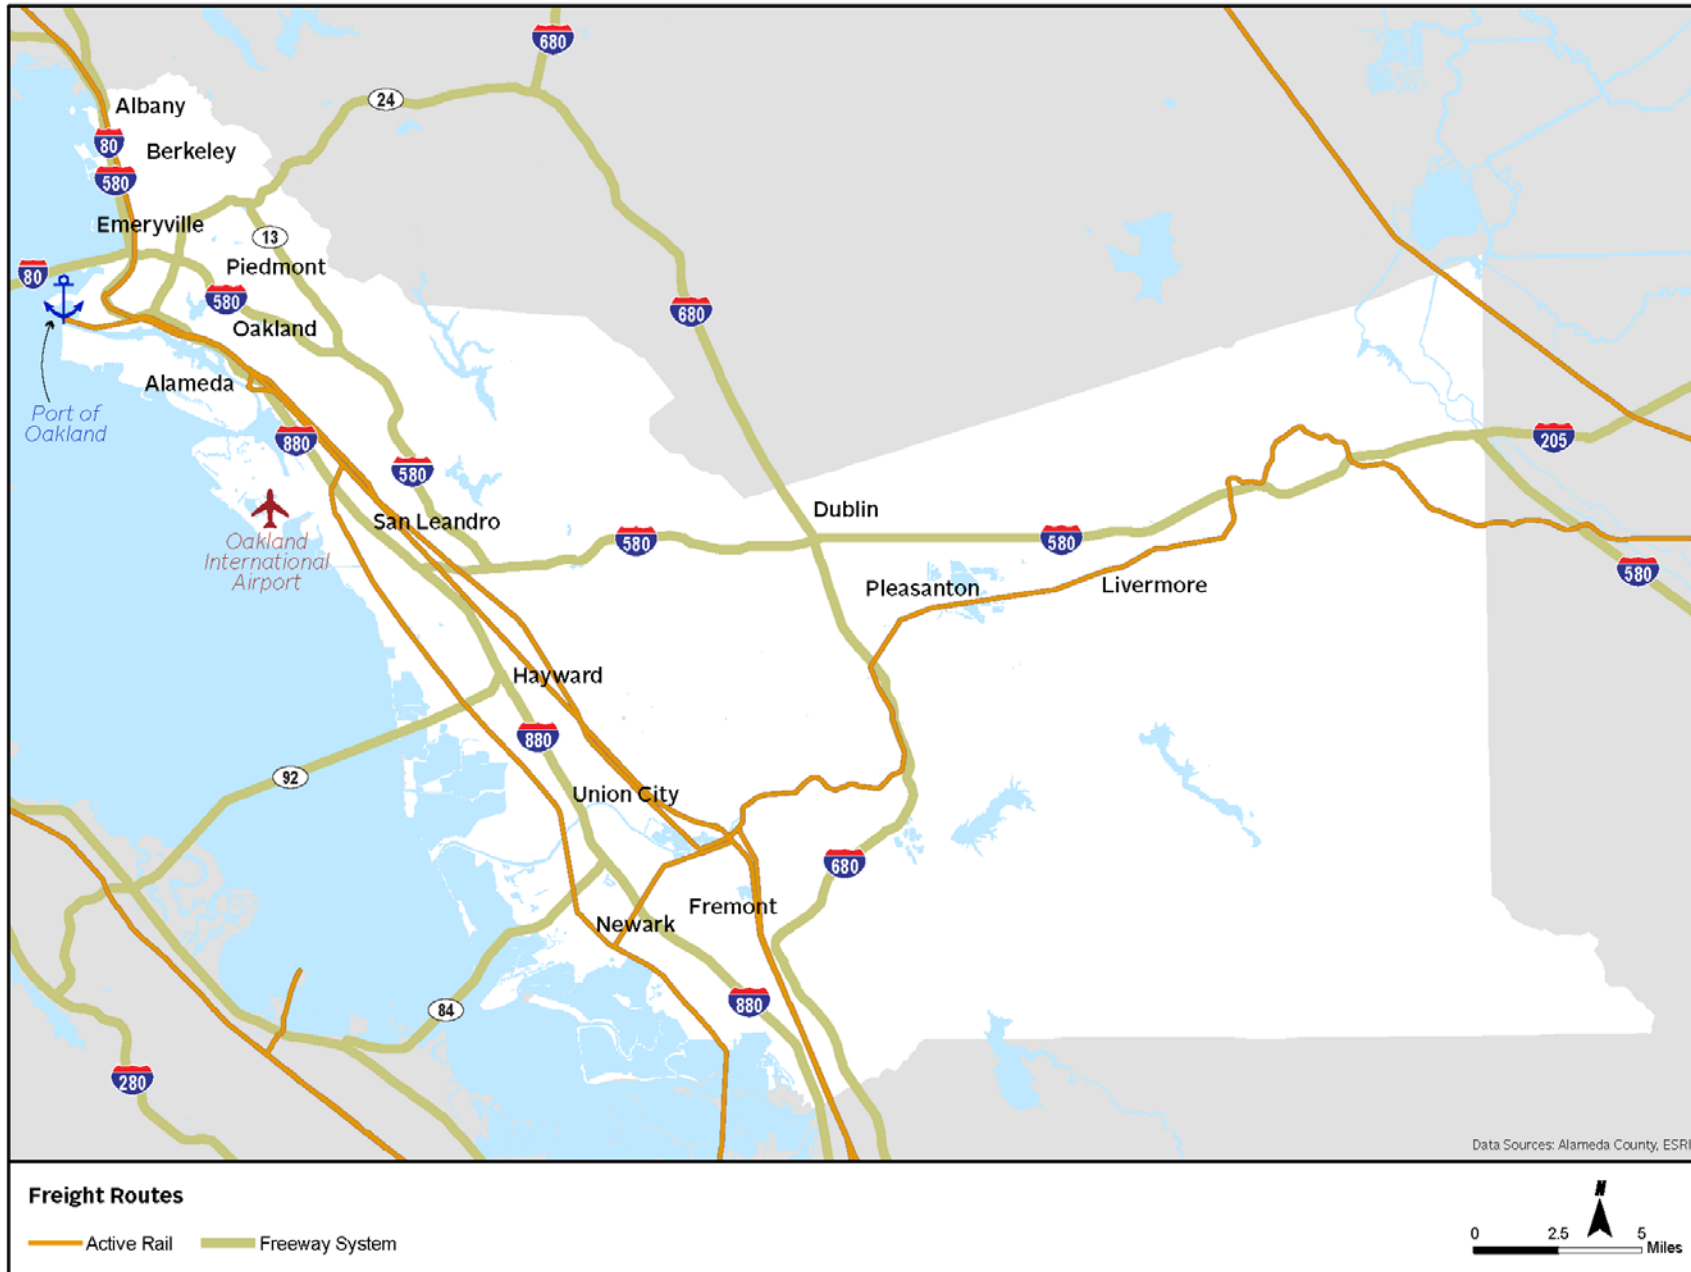 680
24
Albany
80
Berkeley
580
Emeryville
13
80
Piedmont
580
680
Oakland
Alameda
Port of
Oakland
880
205
580
Dublin
San Leandro
Oakland
International
Airport
580
580
580
Pleasanton
Livermore
Hayward
880
92
Union City
680
Fremont
Newark
880
84
280
Data Sources: Alameda County, ESRI
Freight Routes
Active Rail
Freeway System
N
0 2.5 5
Miles